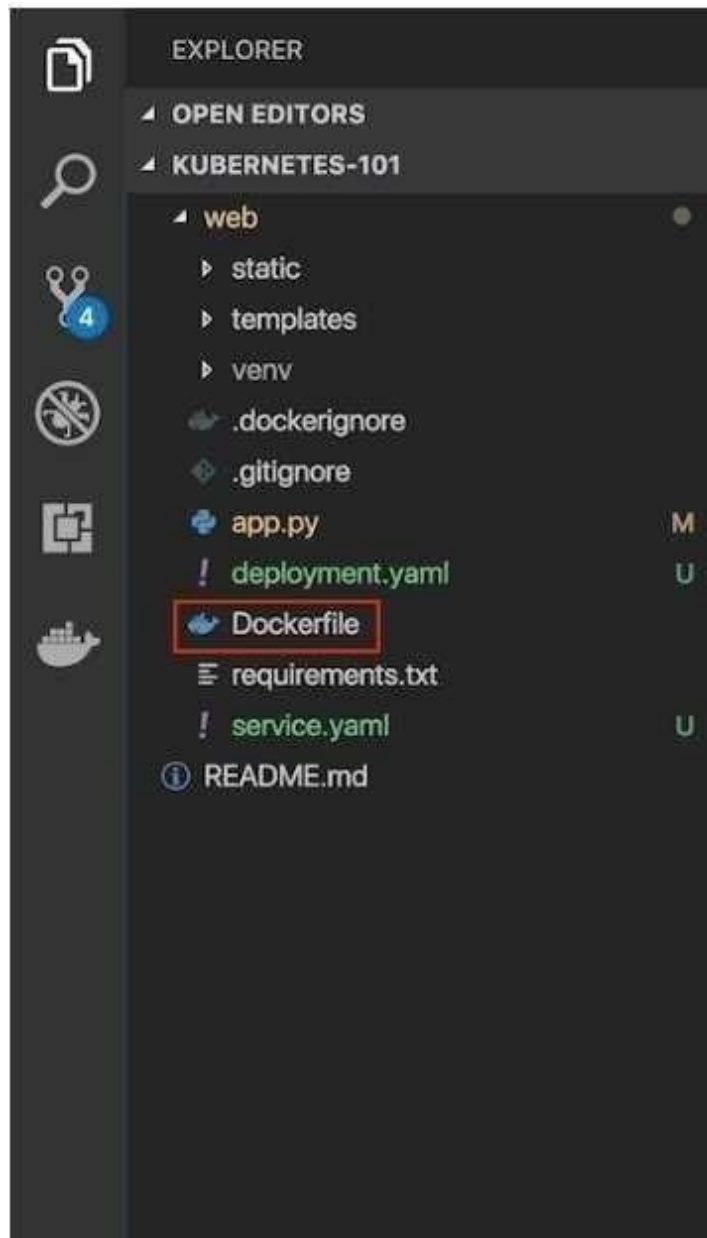 EXPLORER
OPEN EDITORS
KUBERNETES-101
web
static
templates
4
venv
.dockerignore
.gitignore
app.py M
deployment.yaml U
Dockerfile
requirements.txt
service.yaml U
README.md